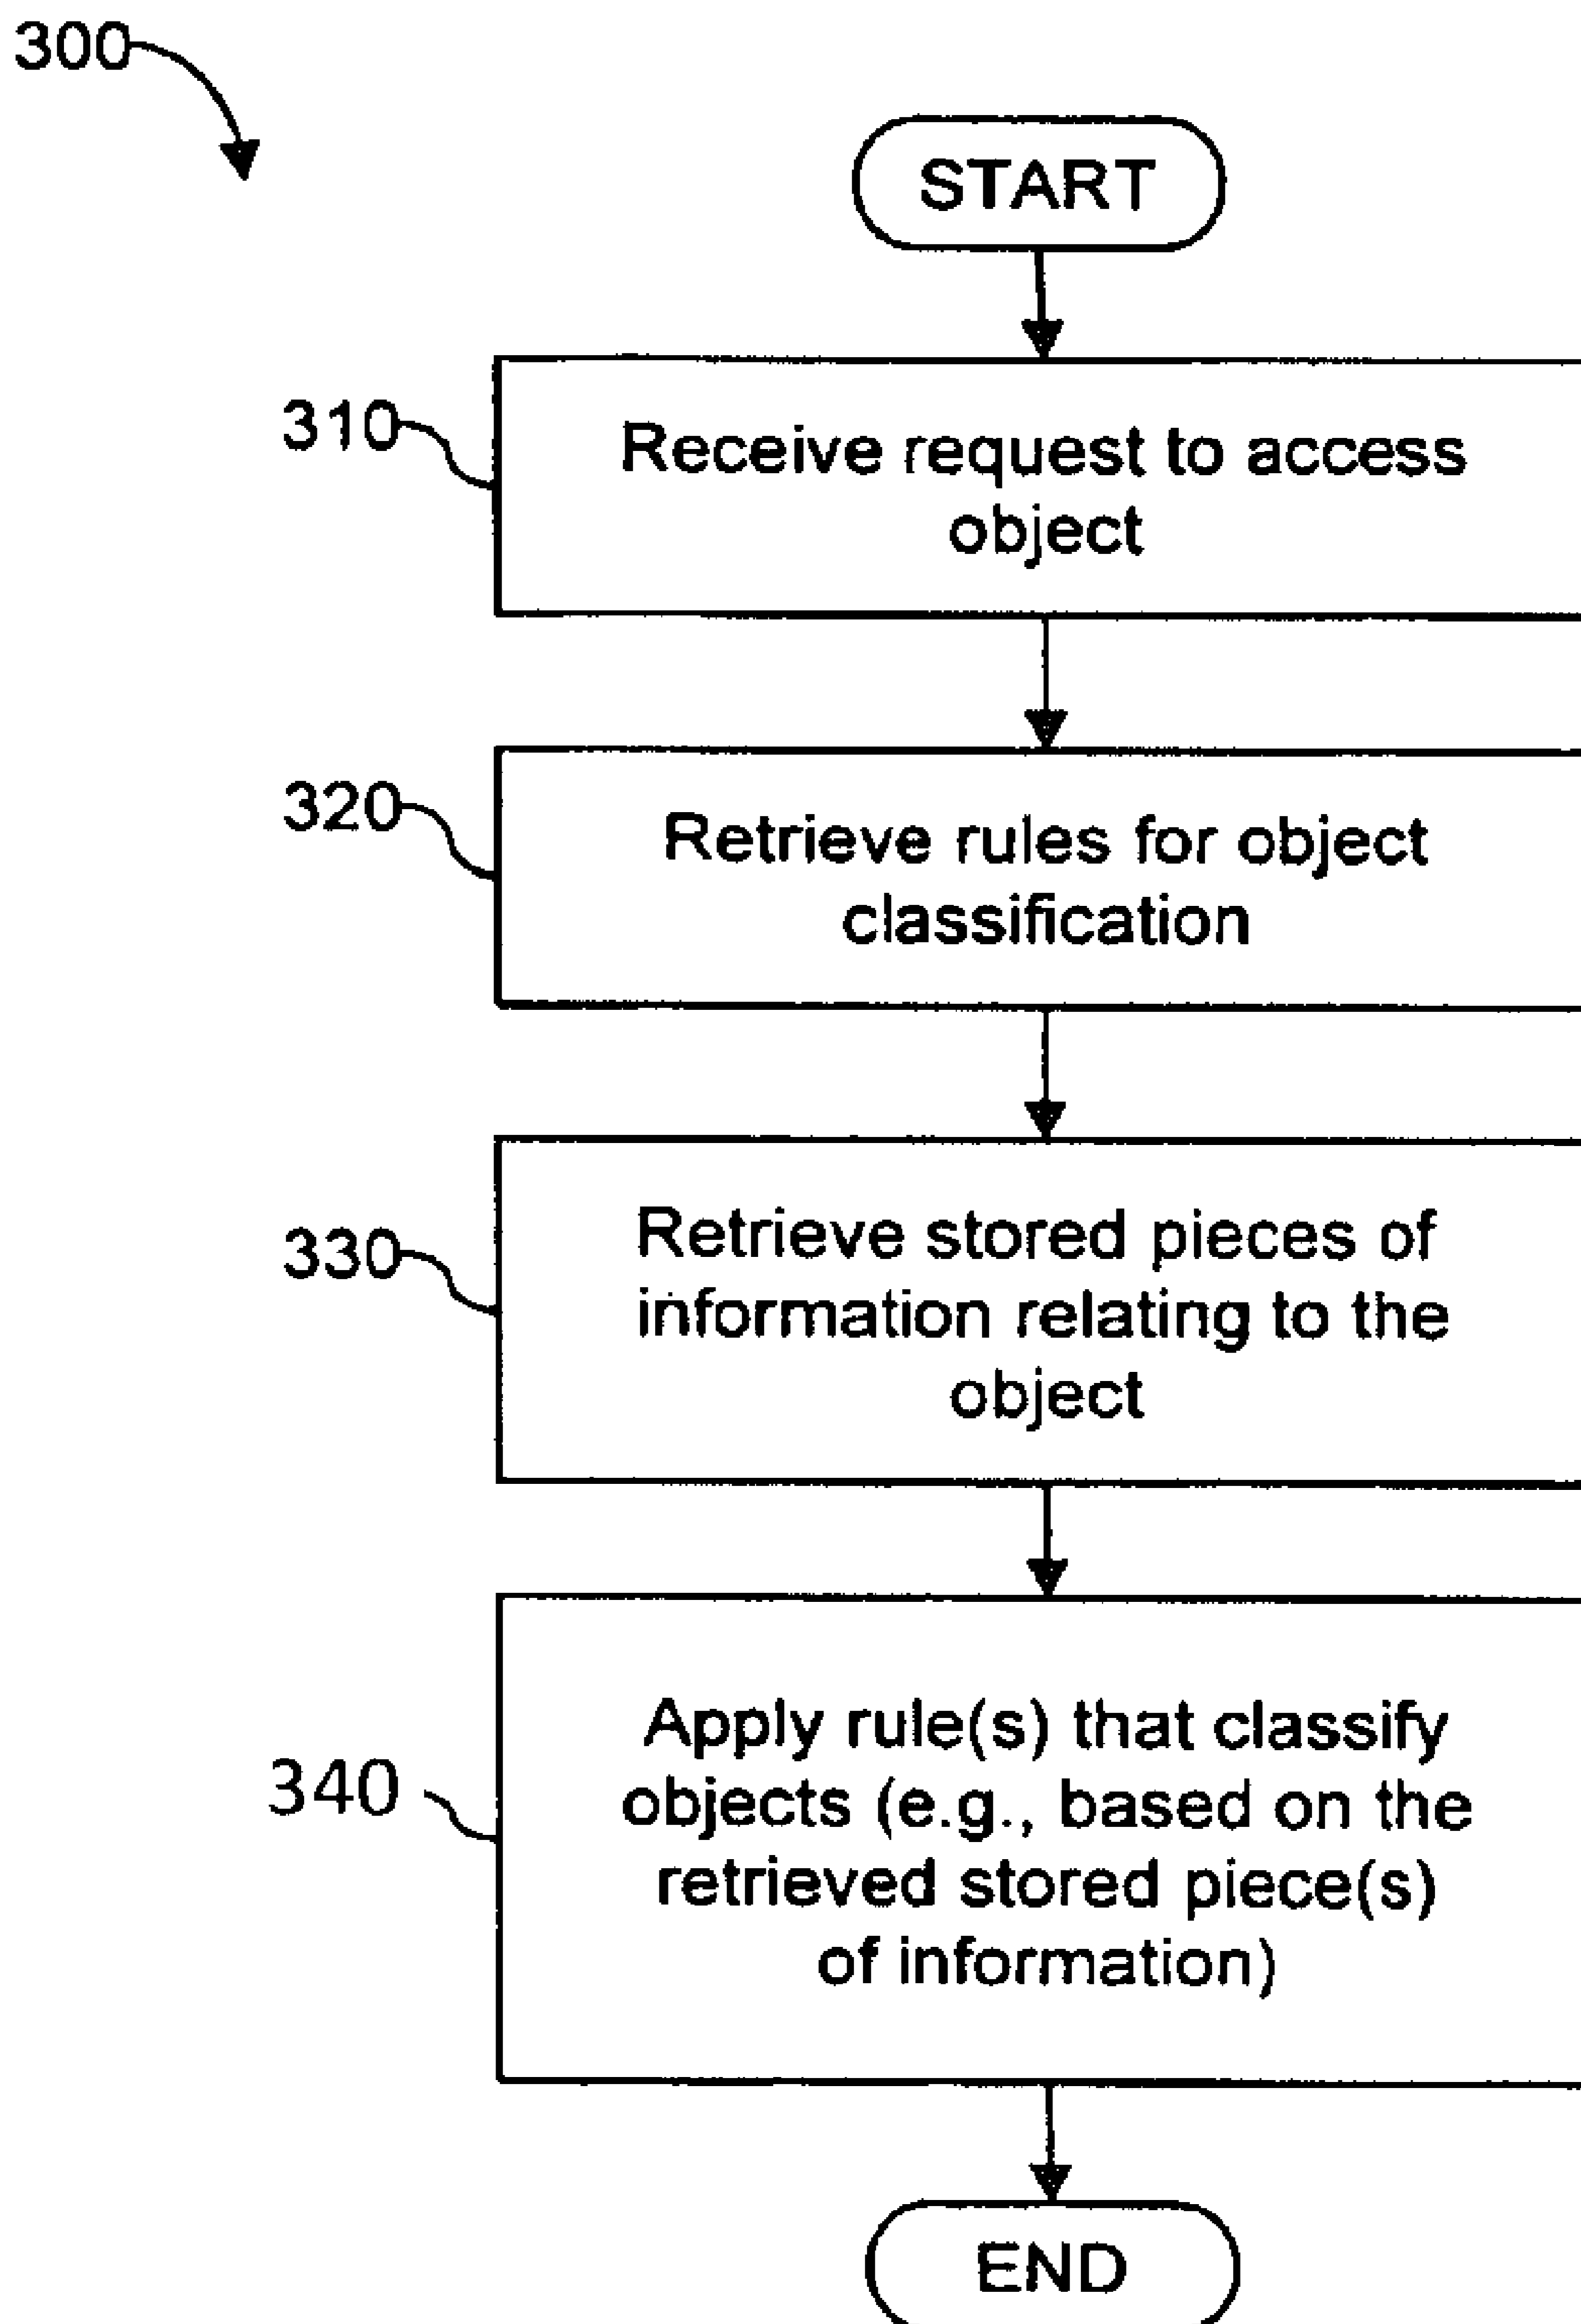 300
START
310
Receive request to access
object
320
Retrieve rules for object
classification
330
Retrieve stored pieces of
information relating to the
object
340
Apply rule(s) that classify
objects (e.g., based on the
retrieved stored piece(s)
of information)
END